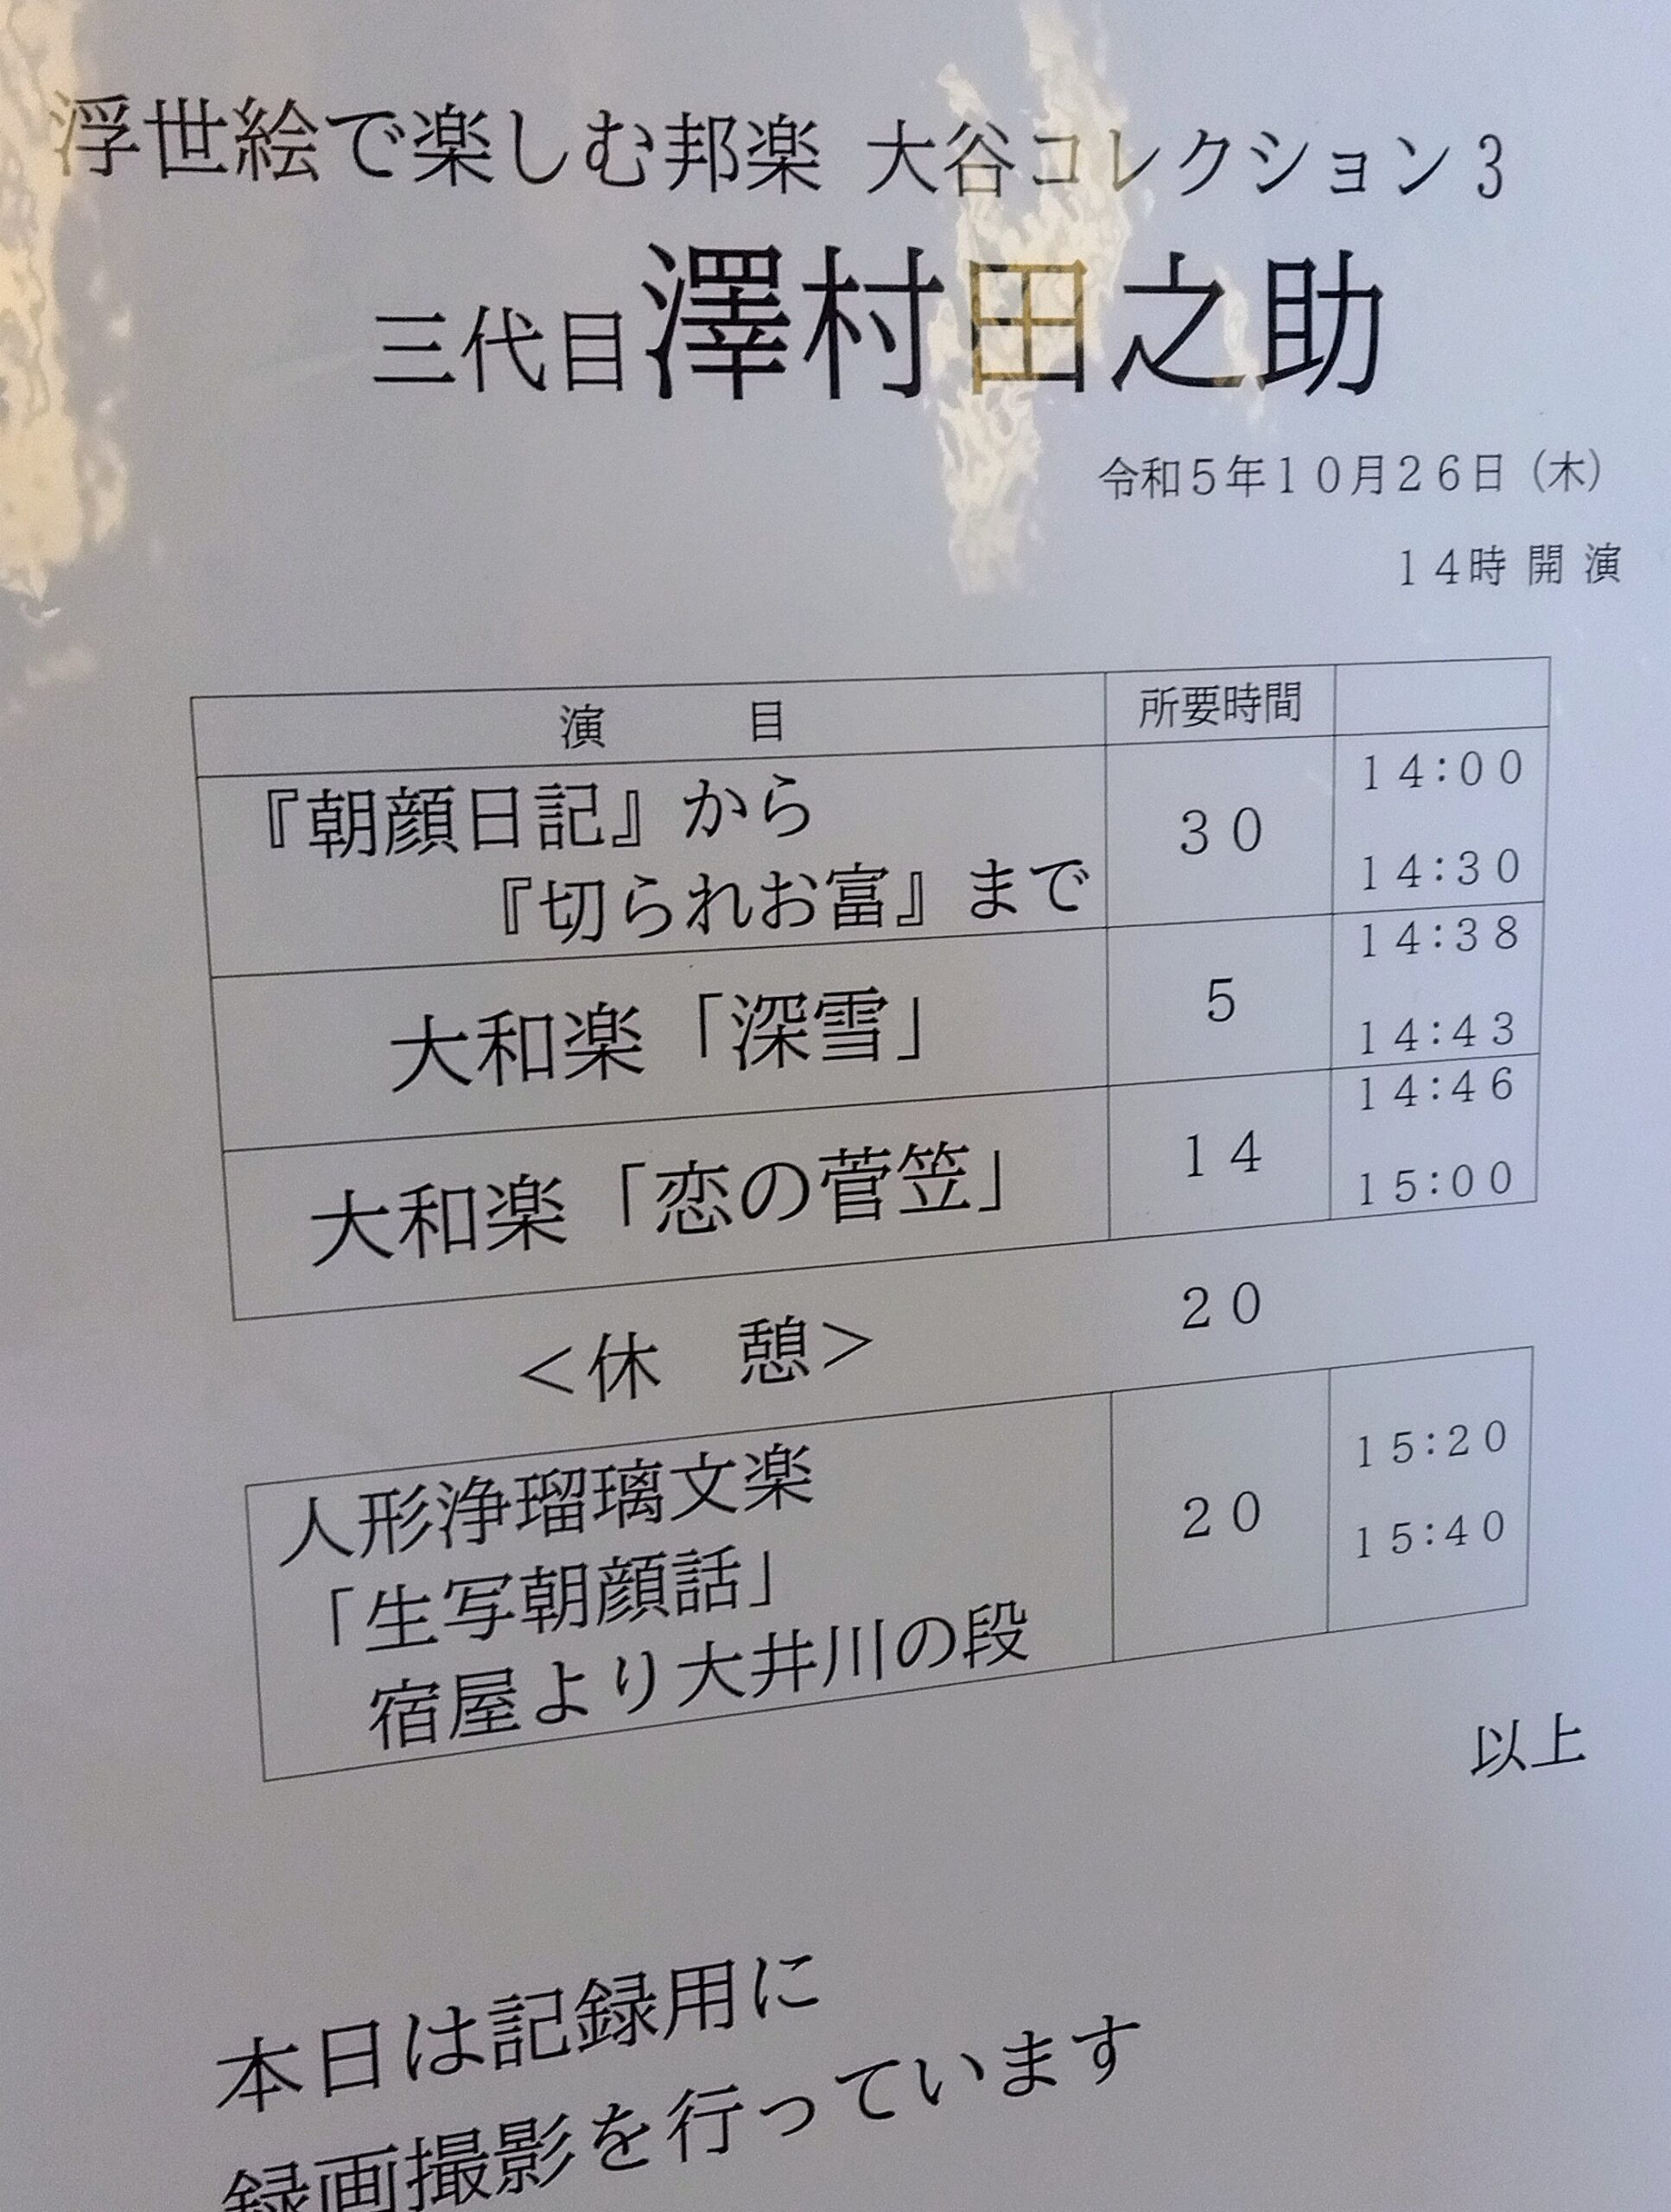 浮世絵で楽しむ邦楽 大谷コレクション3
三代目澤村田之助
令和5年10月26日（木）
14時開演
演 目 所要時間
『朝顔日記』から
『切られお富』まで
30
14:00
14:30
大和楽「深雪」
5
14:38
14:43
大和楽「恋の菅笠」
14
14:46
15:00
＜休 憩＞ 20
人形浄瑠璃文楽
「生写朝顔話」
宿屋より大井川の段
20
15:20
15:40
以上
本日は記録用に
録画撮影を行っています